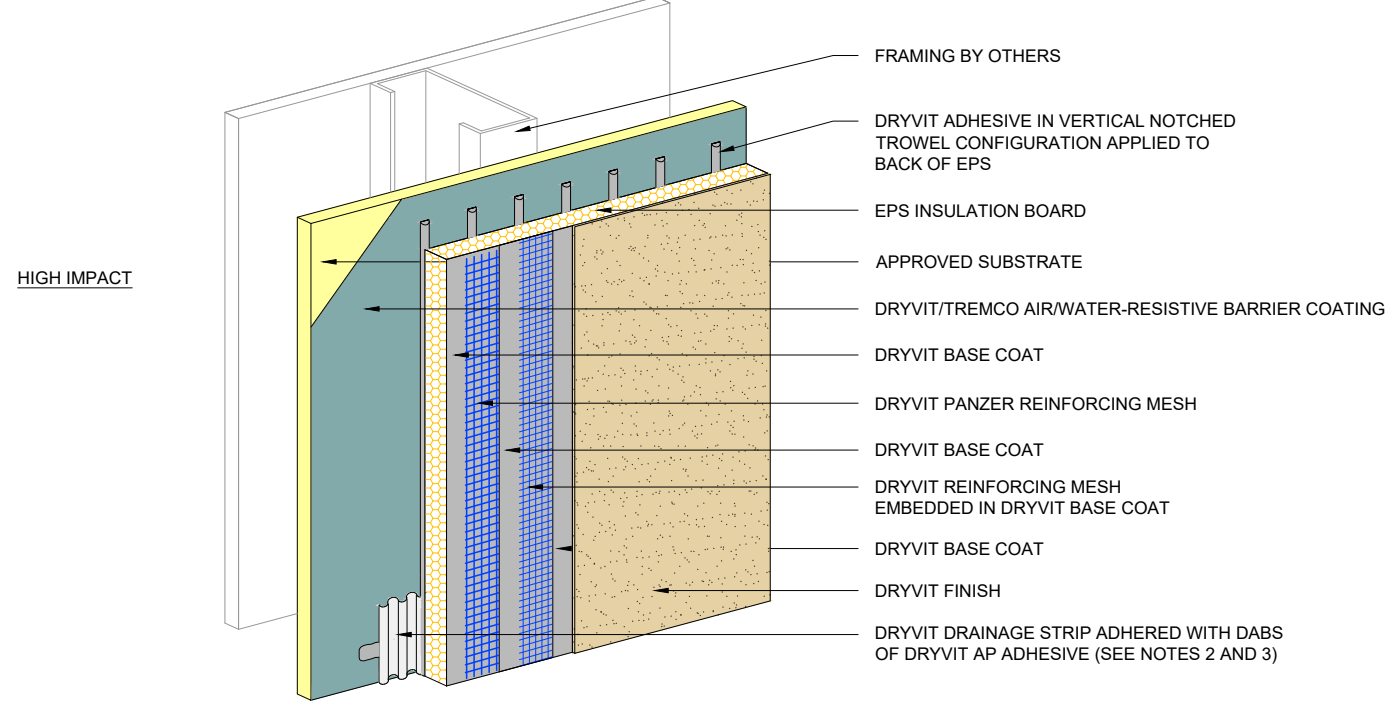 FRAMING BY OTHERS
DRYVIT ADHESIVE IN VERTICAL NOTCHED
TROWEL CONFIGURATION APPLIED TO
BACK OF EPS
EPS INSULATION BOARD
APPROVED SUBSTRATE
HIGH IMPACT
DRYVIT/TREMCO AIR/WATER-RESISTIVE BARRIER COATING
DRYVIT BASE COAT
DRYVIT PANZER REINFORCING MESH
DRYVIT BASE COAT
DRYVIT REINFORCING MESH
EMBEDDED IN DRYVIT BASE COAT
DRYVIT BASE COAT
DRYVIT FINISH
DRYVIT DRAINAGE STRIP ADHERED WITH DABS
OF DRYVIT AP ADHESIVE (SEE NOTES 2 AND 3)